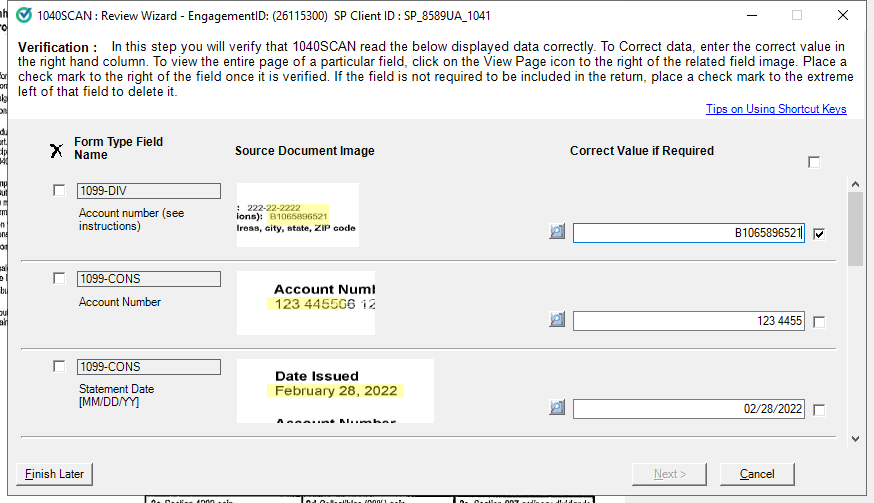 1040SCAN : Review Wizard - EngagementID: (26115300) SP Client ID : SP_8589UA_1041
Verification : In this step you will verify that 1040SCAN read the below displayed data correctly. To Correct data, enter the correct value in
the right hand column. To view the entire page of a particular field, click on the View Page icon to the right of the related field image. Place a
check mark to the right of the field once it is verified. If the field is not required to be included in the return, place a check mark to the extreme
left of that field to delete it.
Tips on Using Shortcut Keys
X Form Type Field
Name
Source Document Image
Correct Value if Required
1099-DIV
Account number (see
instructions)
: 222-22-2222
ions): B1065896521
dress, city, state, ZIP code
B1065896521
1099-CONS
Account Number
Account Numb
123 445566 12
123 4455
1099-CONS
Statement Date
[MM/DD/YY]
Date Issued
February 28, 2022
Account Number
02/28/2022
Finish Later
Next >
Cancel